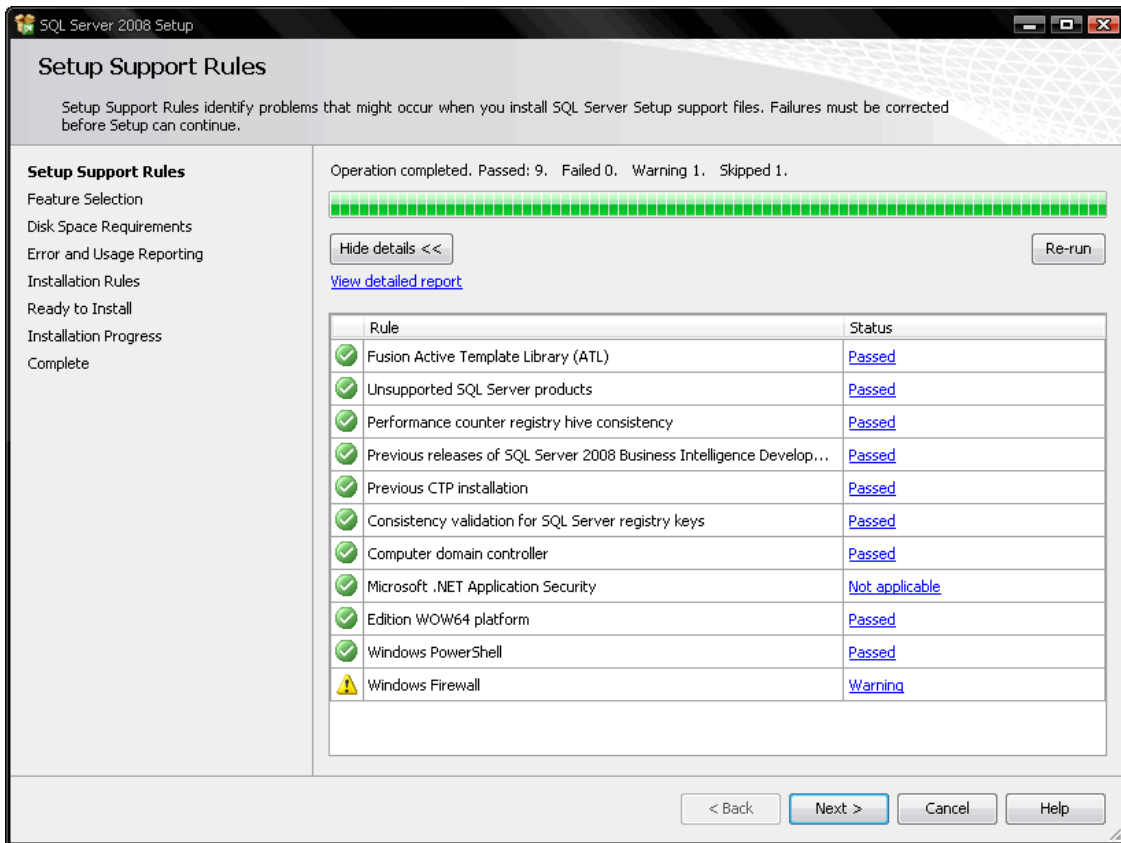 SQL Server 2008 Setup
Setup Support Rules
Setup Support Rules identify problems that might occur when you install SQL Server Setup support files. Failures must be corrected
before Setup can continue.
Setup Support Rules
Feature Selection
Disk Space Requirements
Error and Usage Reporting
Installation Rules
Ready to Install
Installation Progress
Complete
Operation completed. Passed: 9. Failed 0. Warning 1. Skipped 1.
Hide details <<
Re-run
View detailed report
Rule Status
Fusion Active Template Library (ATL) Passed
Unsupported SQL Server products Passed
Performance counter registry hive consistency Passed
Previous releases of SQL Server 2008 Business Intelligence Develop... Passed
Previous CTP installation Passed
Consistency validation for SQL Server registry keys Passed
Computer domain controller Passed
Microsoft .NET Application Security Not applicable
Edition WOW64 platform Passed
Windows PowerShell Passed
Windows Firewall Warning
< Back Next > Cancel Help